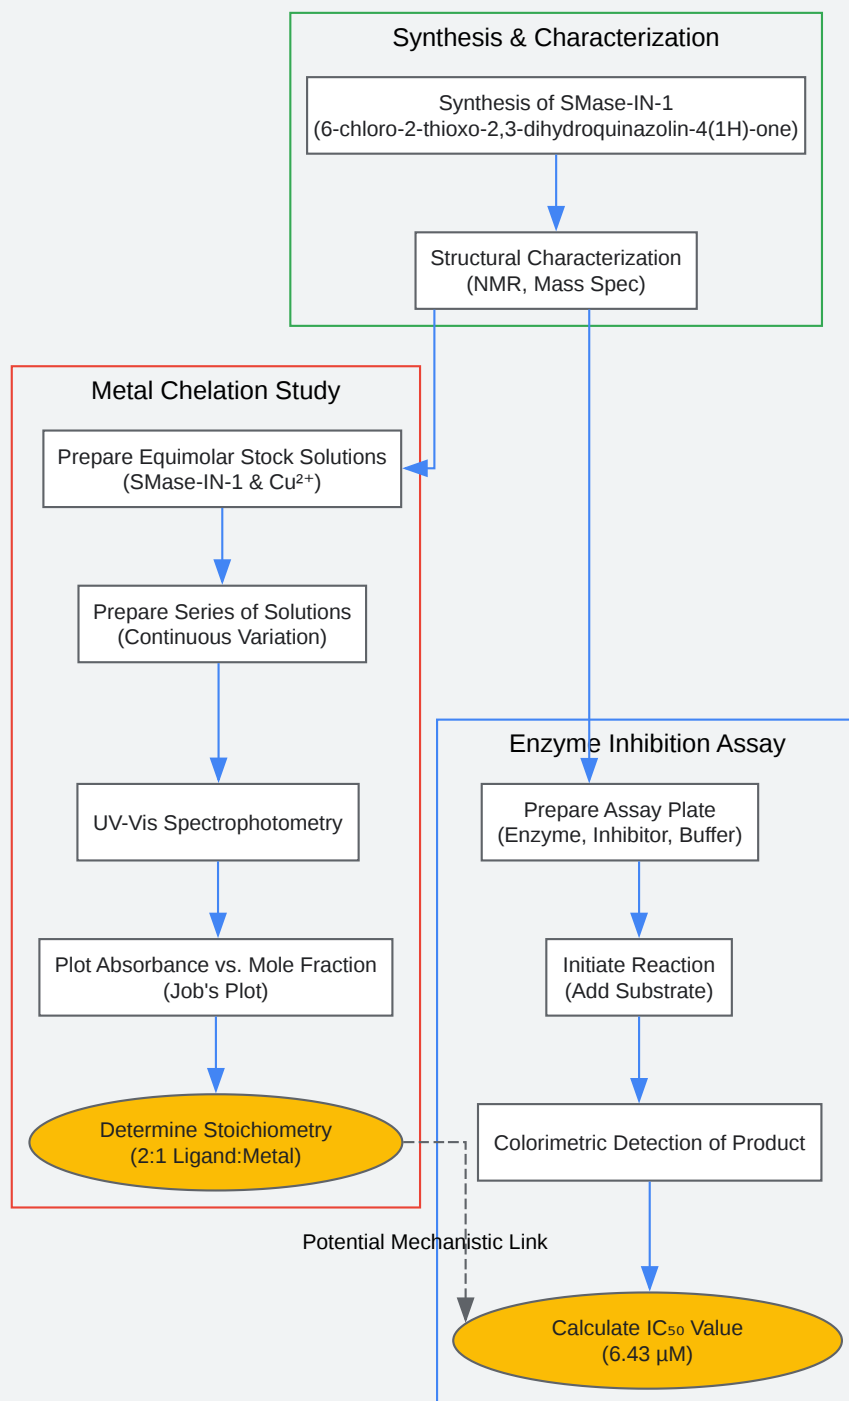 Synthesis & Characterization
Synthesis of SMase-IN-1
(6-chloro-2-thioxo-2,3-dihydroquinazolin-4(1H)-one)
Structural Characterization
(NMR, Mass Spec)
Metal Chelation Study
Prepare Equimolar Stock Solutions
(SMase-IN-1 & Cu²⁺)
Prepare Series of Solutions
(Continuous Variation)
UV-Vis Spectrophotometry
Plot Absorbance vs. Mole Fraction
(Job's Plot)
Determine Stoichiometry
(2:1 Ligand:Metal)
Potential Mechanistic Link
Enzyme Inhibition Assay
Prepare Assay Plate
(Enzyme, Inhibitor, Buffer)
Initiate Reaction
(Add Substrate)
Colorimetric Detection of Product
Calculate IC₅₀ Value
(6.43 µM)